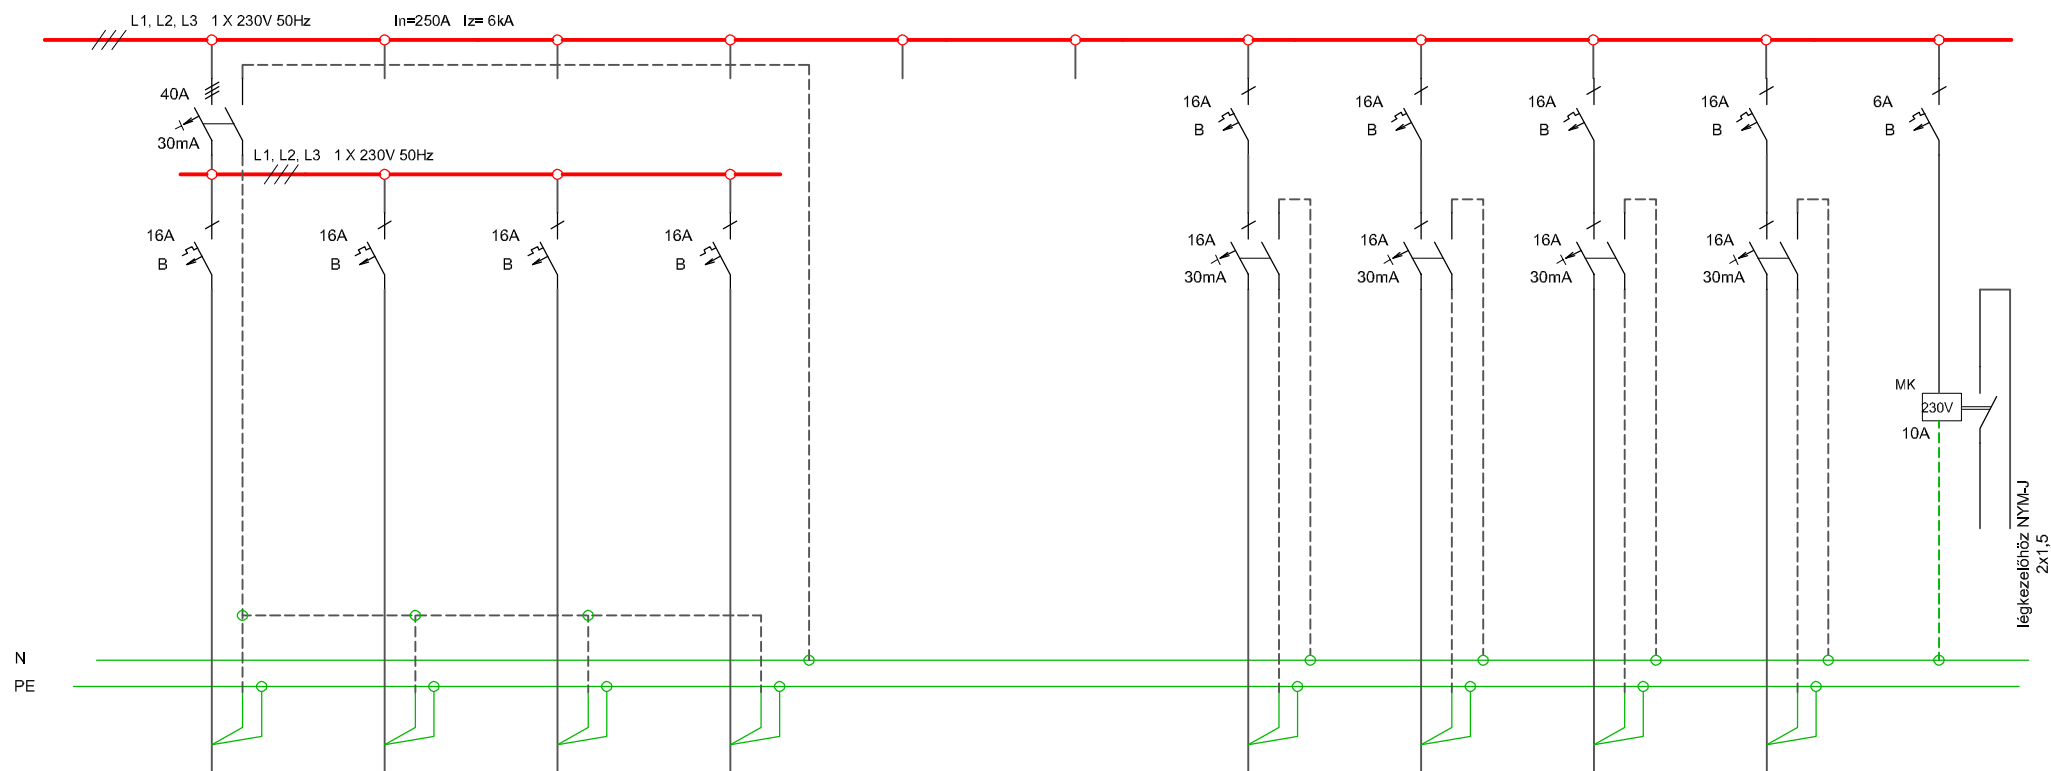 L1, L2, L3 1 X 230V 50Hz In=250A Iz= 6kA
40A
30mA
L1, L2, L3 1 X 230V 50Hz
16A
B
16A
B
16A
B
16A
B
16A
B
16A
B
16A
B
16A
B
6A
B
16A
30mA
16A
30mA
16A
30mA
16A
30mA
MK
230V
10A
légkezelőhöz NYM-J
2x1,5
N
PE